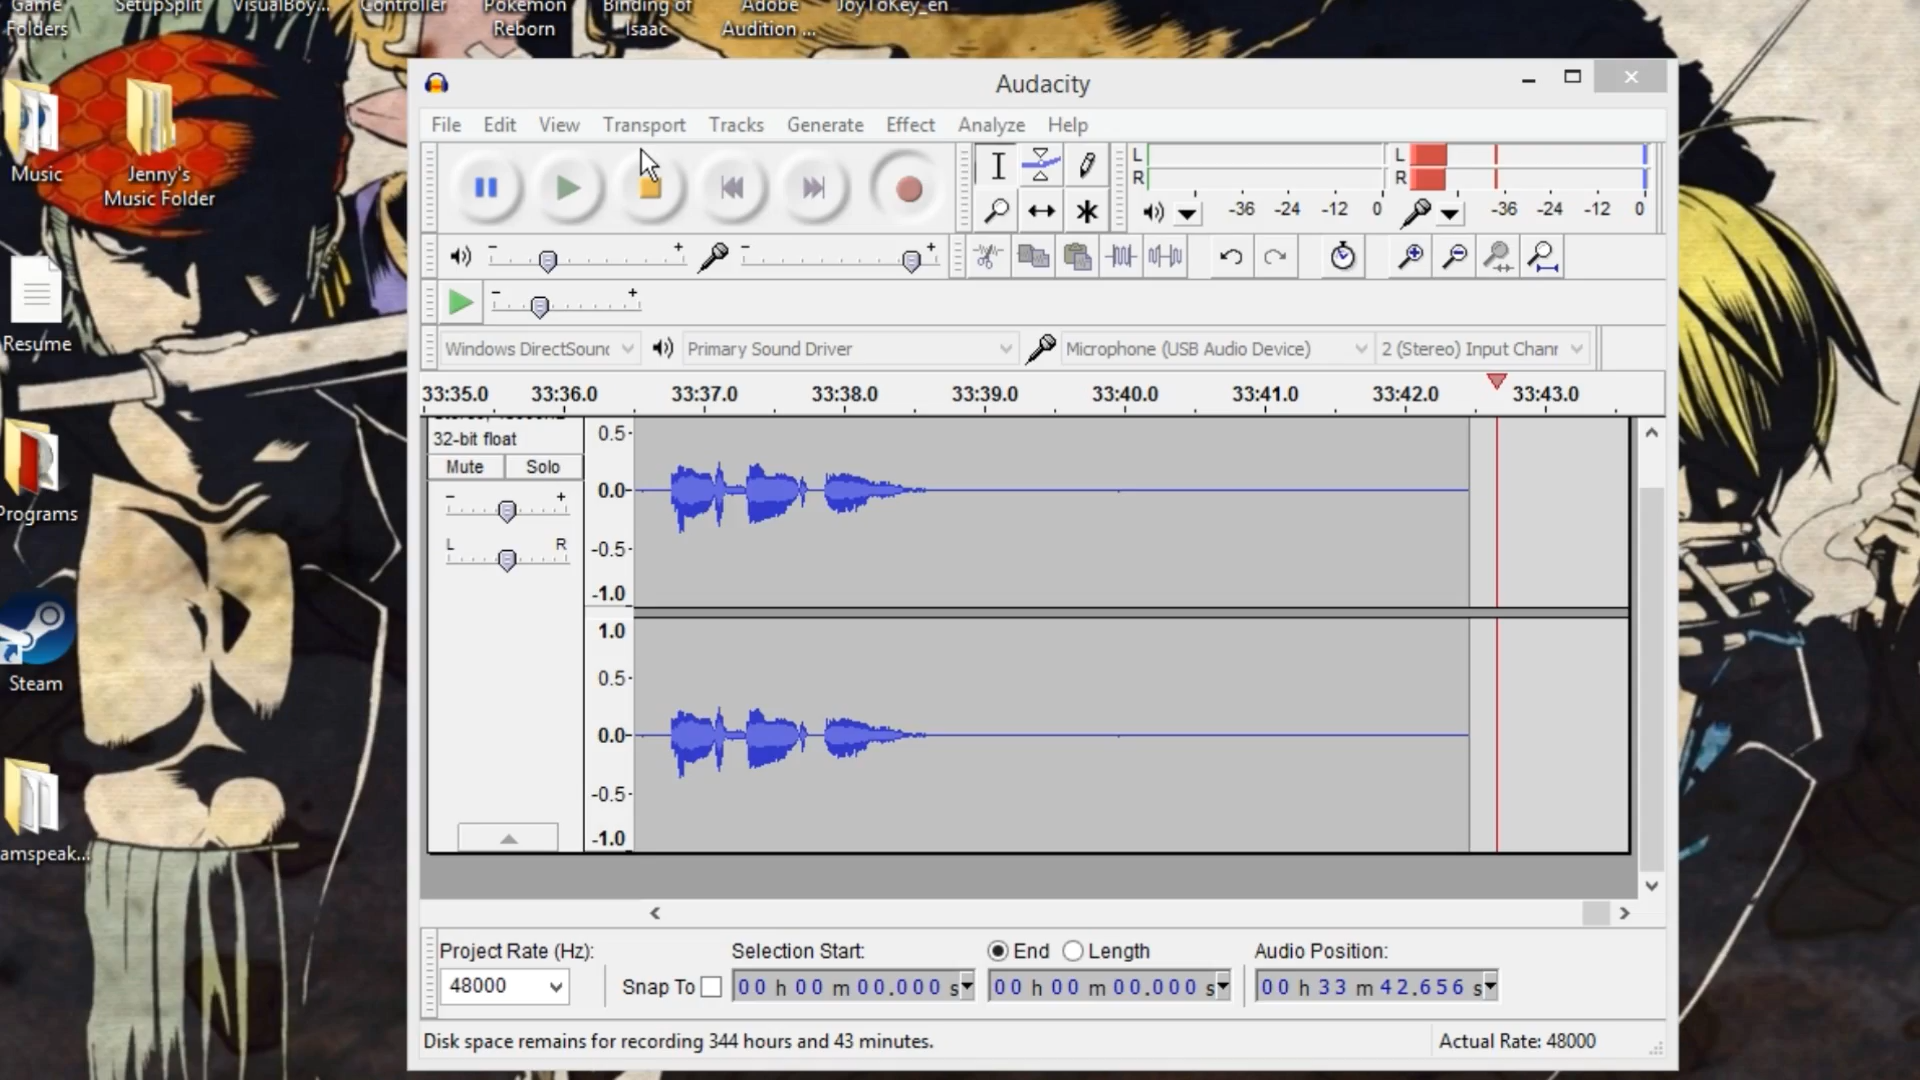 Game
Folders
SetupSplit
VisualBoy...
Controller
Pokemon
Reborn
Binding of
Isaac
Adobe
Audition ...
JoyToKey_en
Music
Jenny's
Music Folder
Resume
Programs
Steam
amspeak...
Audacity
File Edit View Transport Tracks Generate Effect Analyze Help
L
R
-36 -24 -12 0
L
R
-36 -24 -12 0
Windows DirectSound
Primary Sound Driver
Microphone (USB Audio Device)
2 (Stereo) Input Chanr
33:35.0 33:36.0 33:37.0 33:38.0 33:39.0 33:40.0 33:41.0 33:42.0 33:43.0
32-bit float
Mute Solo
- +
L R
0.5
0.0
-0.5
-1.0
1.0
0.5
0.0
-0.5
-1.0
Project Rate (Hz):
48000
Snap To
Selection Start:
00 h 00 m 00.000 s
End Length
00 h 00 m 00.000 s
Audio Position:
00 h 33 m 42.656 s
Disk space remains for recording 344 hours and 43 minutes.
Actual Rate: 48000